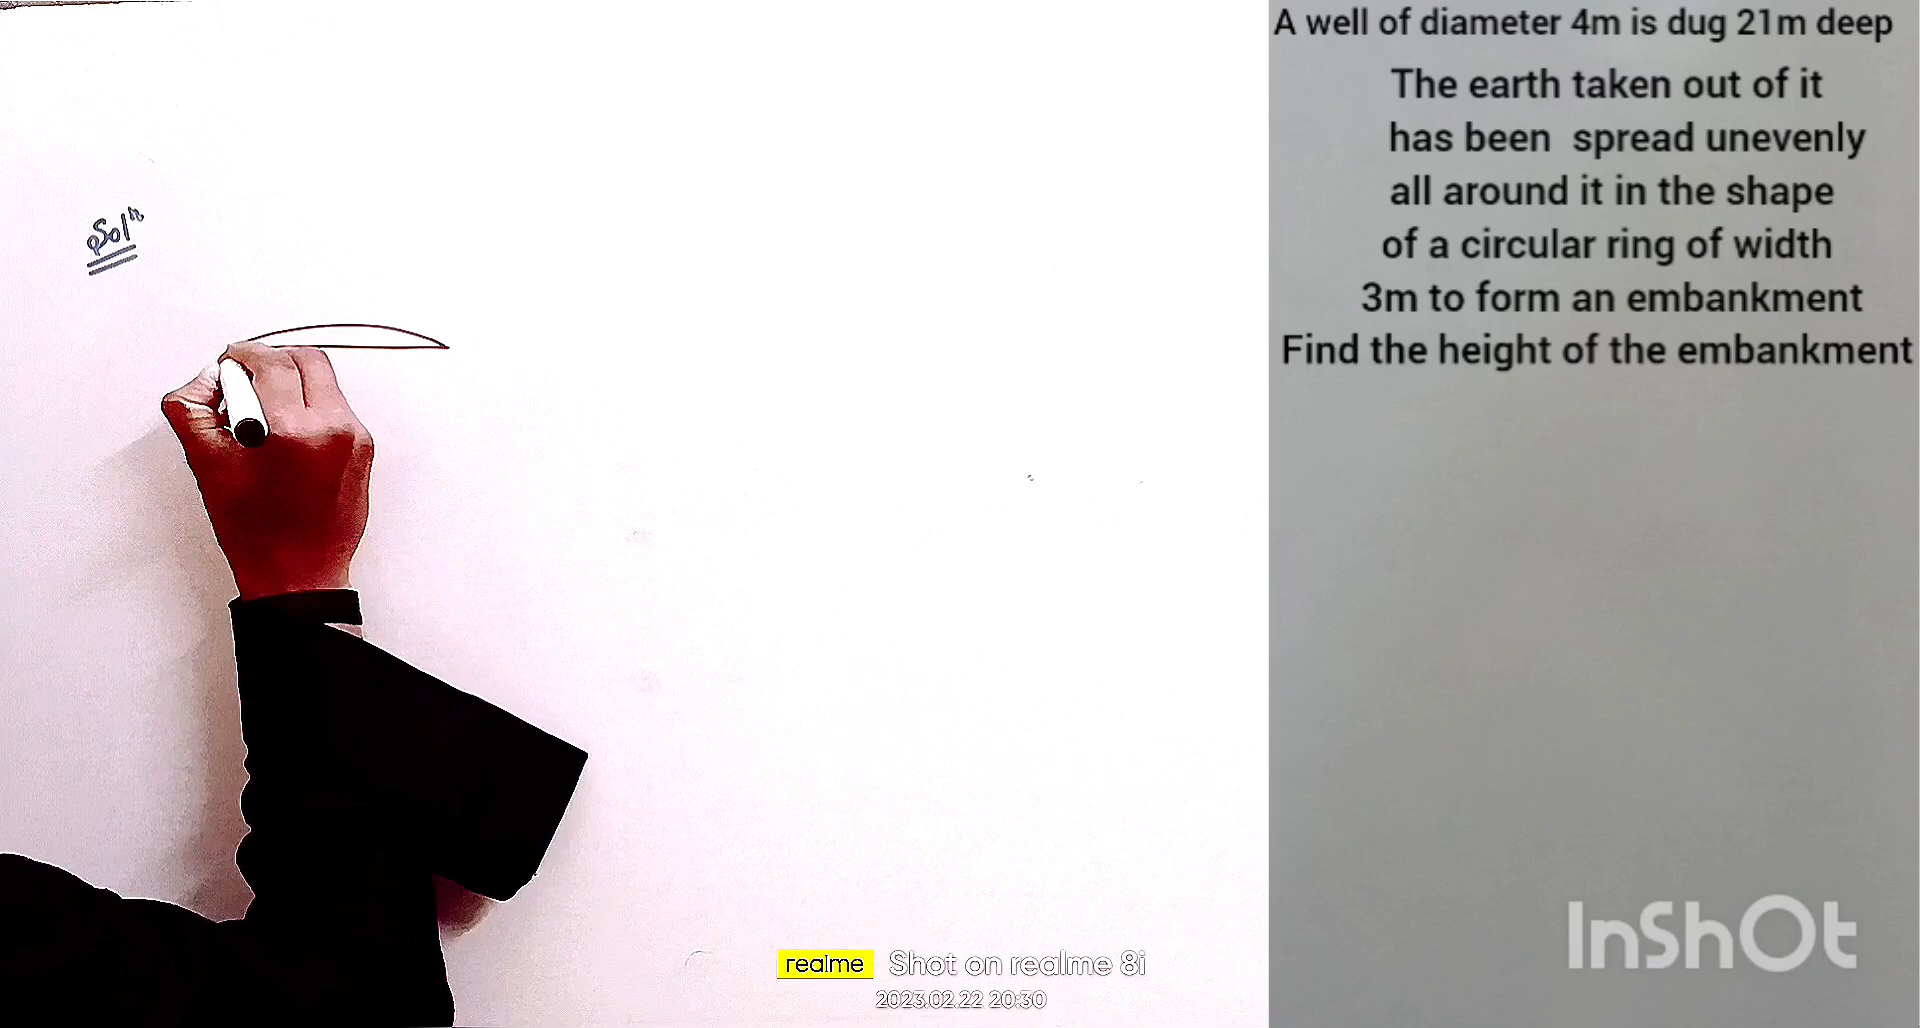 A well of diameter 4m is dug 21m deep
The earth taken out of it
has been spread unevenly
all around it in the shape
of a circular ring of width
3m to form an embankment
Find the height of the embankment
Solⁿ
realme Shot on realme 8i
2023.02.22 20:30
InShOt